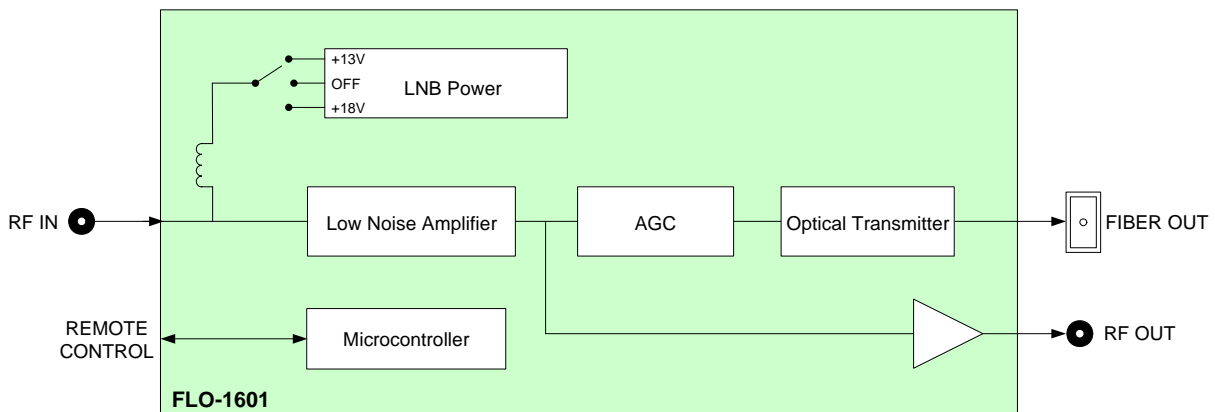 +13V
OFF
+18V
LNB Power
RF IN
Low Noise Amplifier
AGC
Optical Transmitter
FIBER OUT
REMOTE
CONTROL
Microcontroller
RF OUT
FLO-1601